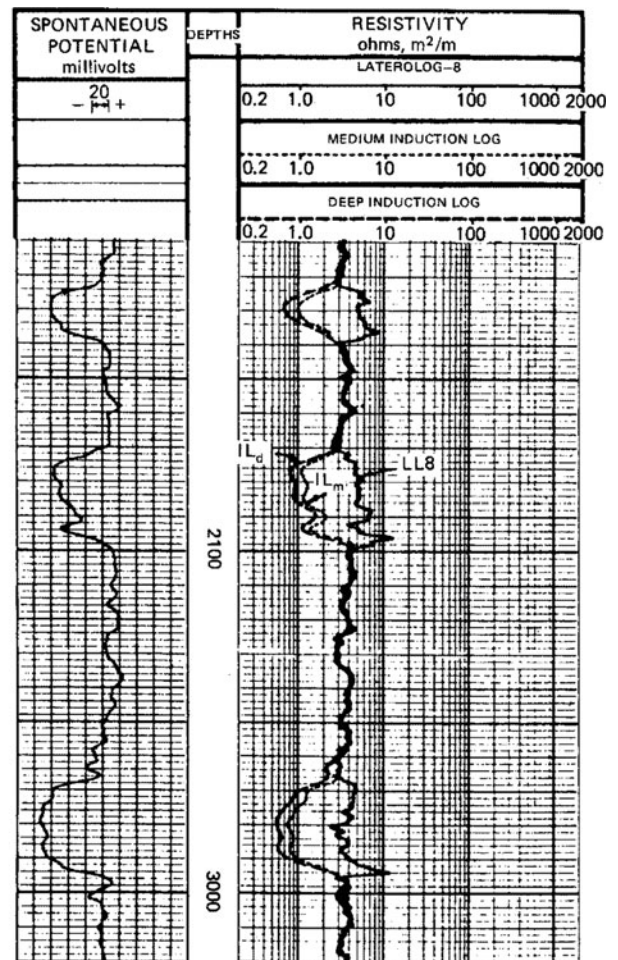 SPONTANEOUS
POTENTIAL
millivolts
20
- +
DEPTHS
RESISTIVITY
ohms, m²/m
LATEROLOG–8
0.2 1.0 10 100 1000 2000
MEDIUM INDUCTION LOG
0.2 1.0 10 100 1000 2000
DEEP INDUCTION LOG
0.2 1.0 10 100 1000 2000
ILd
ILm
LL8
2100
3000